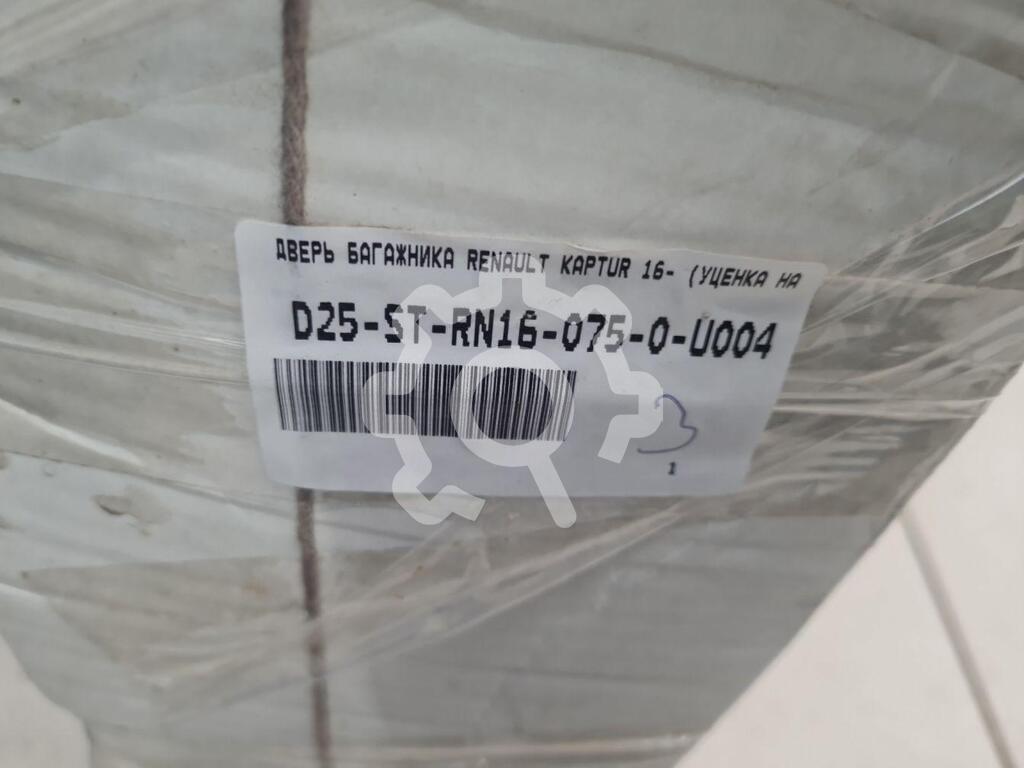 ДВЕРЬ БАГАЖНИКА RENAULT KAPTUR 16- (УЦЕНКА НА
D25-ST-RN16-075-0-U004
3
1